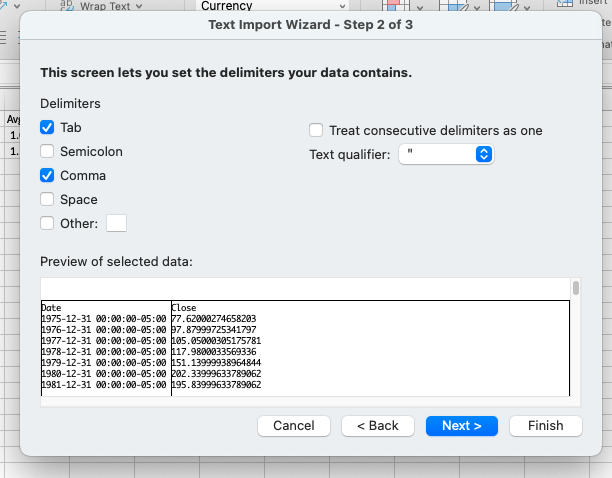 Wrap Text
Currency
Insert
Text Import Wizard - Step 2 of 3
This screen lets you set the delimiters your data contains.
Delimiters
Tab
Semicolon
Comma
Space
Other:
Treat consecutive delimiters as one
Text qualifier: "
Preview of selected data:
Date Close
1975-12-31 00:00:00-05:00 77.62000274658203
1976-12-31 00:00:00-05:00 97.87999725341797
1977-12-31 00:00:00-05:00 105.05000305175781
1978-12-31 00:00:00-05:00 117.9800033569336
1979-12-31 00:00:00-05:00 151.13999938964844
1980-12-31 00:00:00-05:00 202.33999633789062
1981-12-31 00:00:00-05:00 195.83999633789062
Cancel
< Back
Next >
Finish